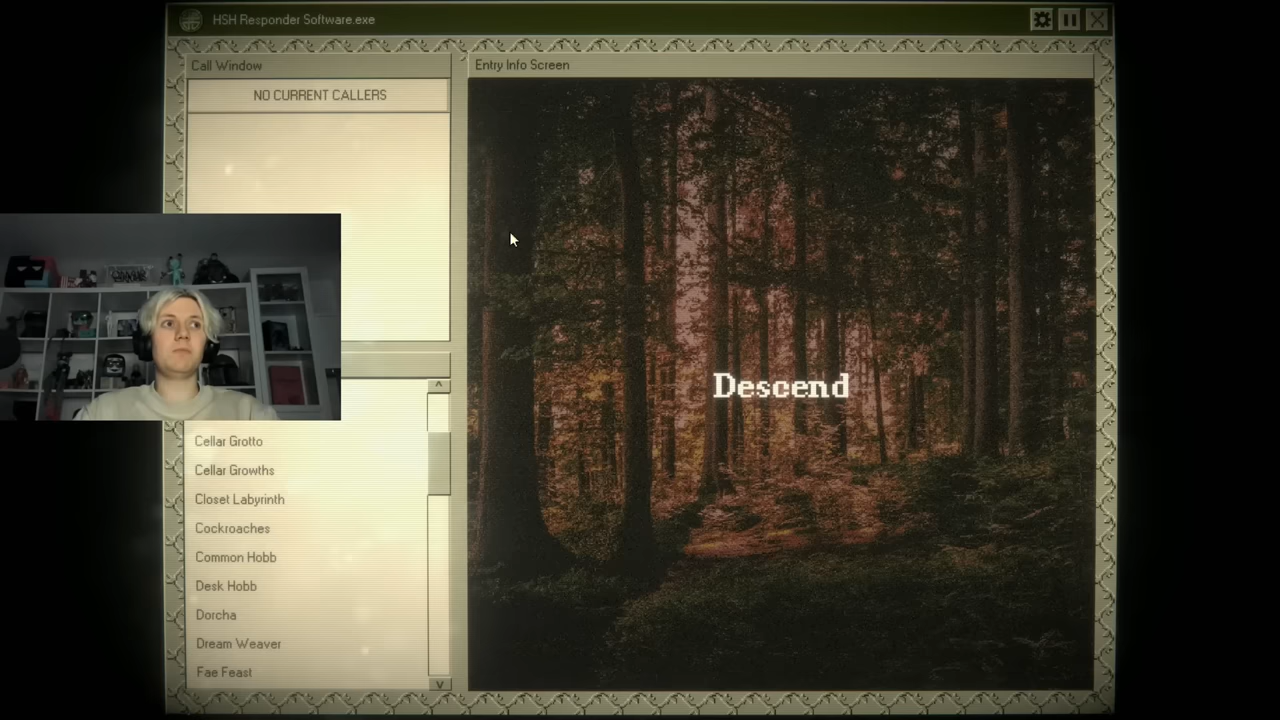 HSH Responder Software.exe
Call Window
NO CURRENT CALLERS
Entry Info Screen
Descend
Cellar Grotto
Cellar Growths
Closet Labyrinth
Cockroaches
Common Hobb
Desk Hobb
Dorcha
Dream Weaver
Fae Feast